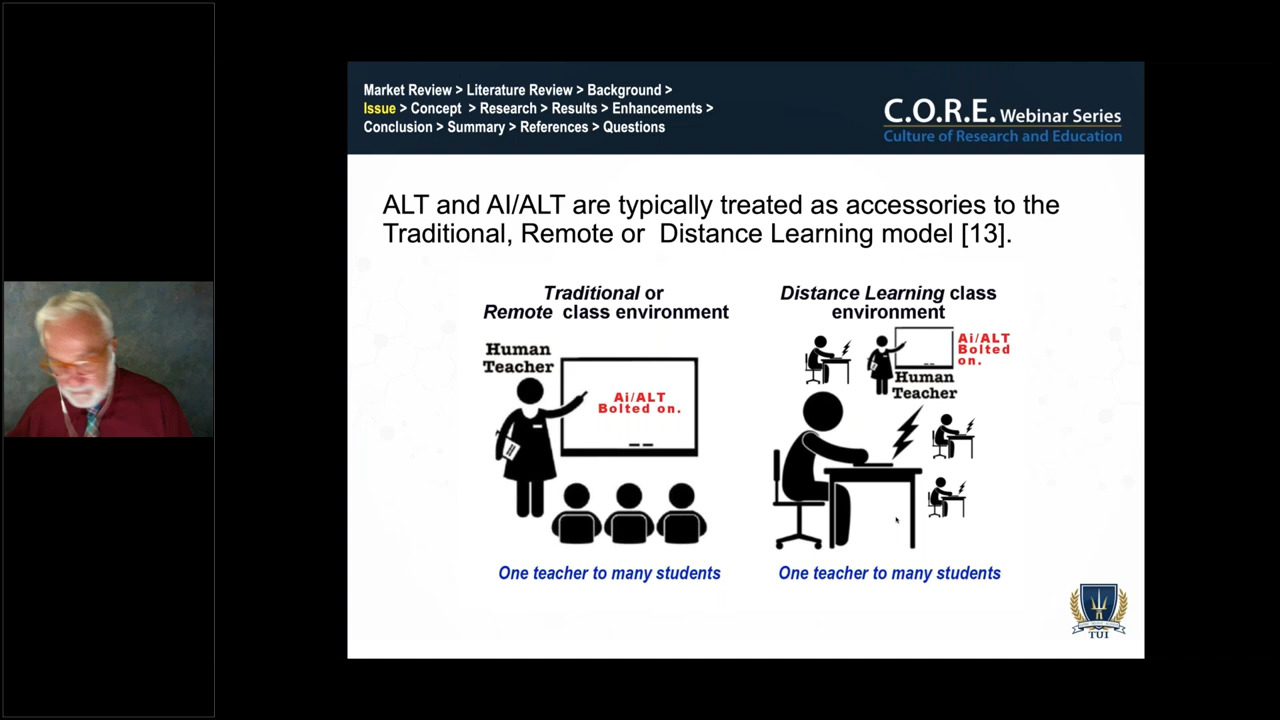 Market Review > Literature Review > Background >
Issue > Concept > Research > Results > Enhancements >
Conclusion > Summary > References > Questions
C.O.R.E. Webinar Series
Culture of Research and Education
ALT and AI/ALT are typically treated as accessories to the
Traditional, Remote or Distance Learning model [13].
Traditional or
Remote class environment
Human
Teacher
Ai/ALT
Bolted on.
One teacher to many students
Distance Learning class
environment
Ai/ALT
Bolted
on.
Human
Teacher
One teacher to many students
TUI